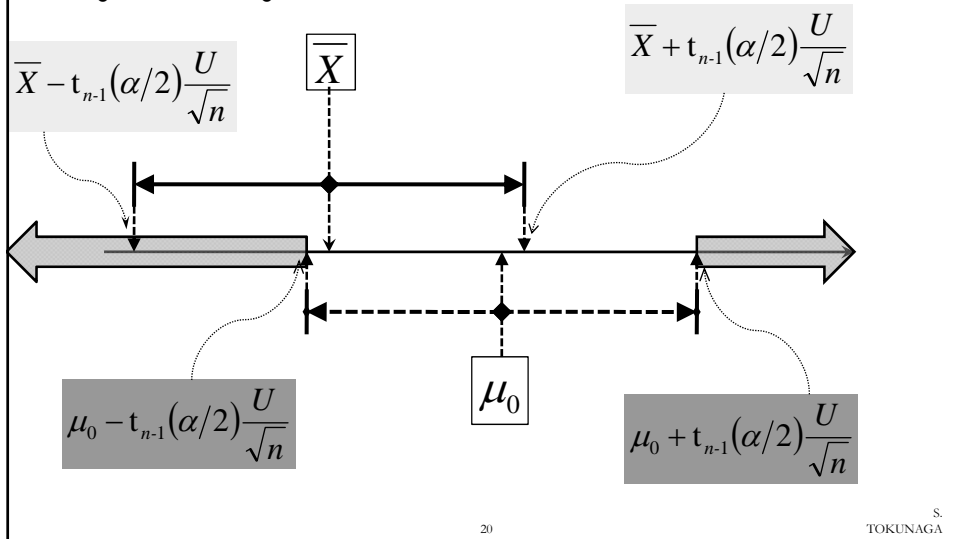 X̄ − t_{n-1}(α/2) U/√n
X̄
X̄ + t_{n-1}(α/2) U/√n
μ₀ − t_{n-1}(α/2) U/√n
μ₀
μ₀ + t_{n-1}(α/2) U/√n
20
S.
TOKUNAGA